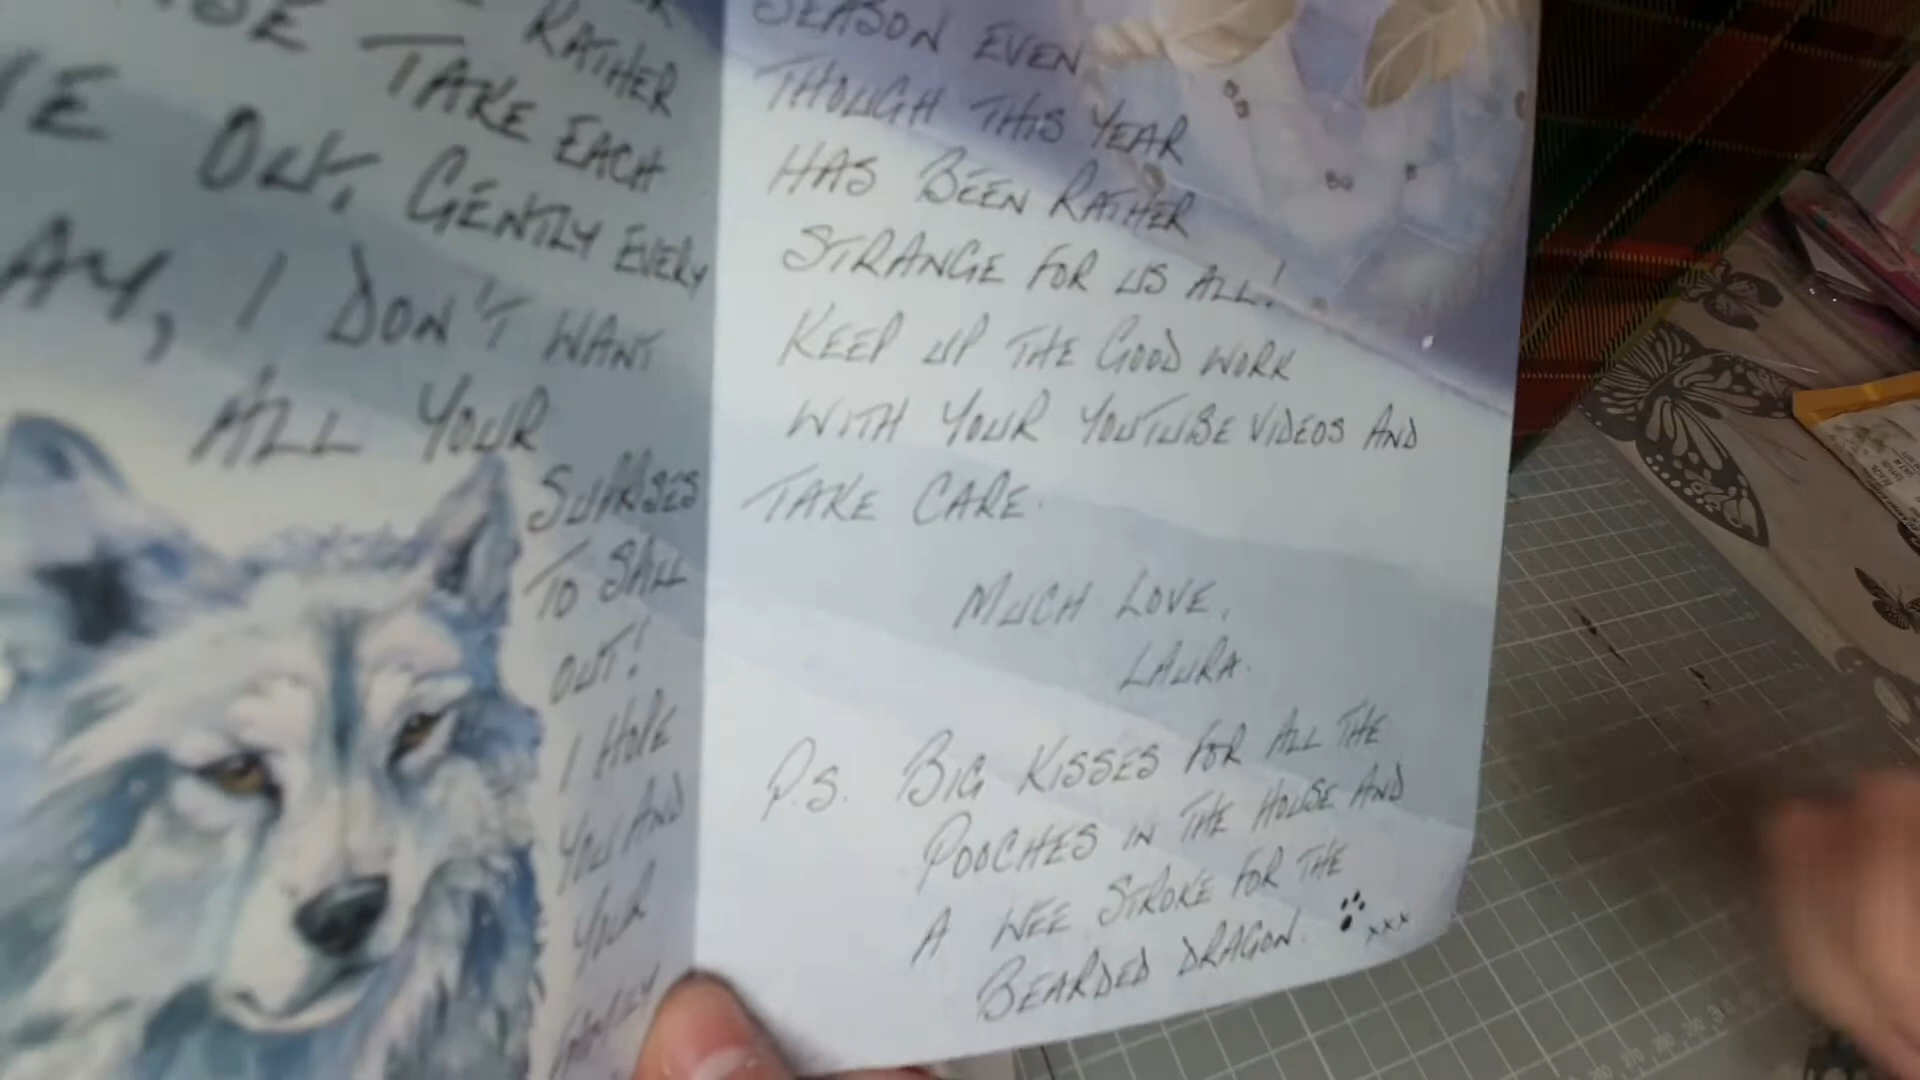 RATHER
TAKE EACH
OUT, GENTLY EVERY
I DON'T WANT
ALL YOUR
SUPRISES
TO SALL
OUT!
I HOPE
YOU AND
YOUR
FAMILY
SEASON EVEN
THOUGH THIS YEAR
HAS BEEN RATHER
STRANGE FOR US ALL!
KEEP UP THE GOOD WORK
WITH YOUR YOUTUBE VIDEOS AND
TAKE CARE.
MUCH LOVE,
LAURA.
P.S. BIG KISSES FOR ALL THE
POOCHES IN THE HOUSE AND
A WEE STROKE FOR THE
BEARDED DRAGON. xxx